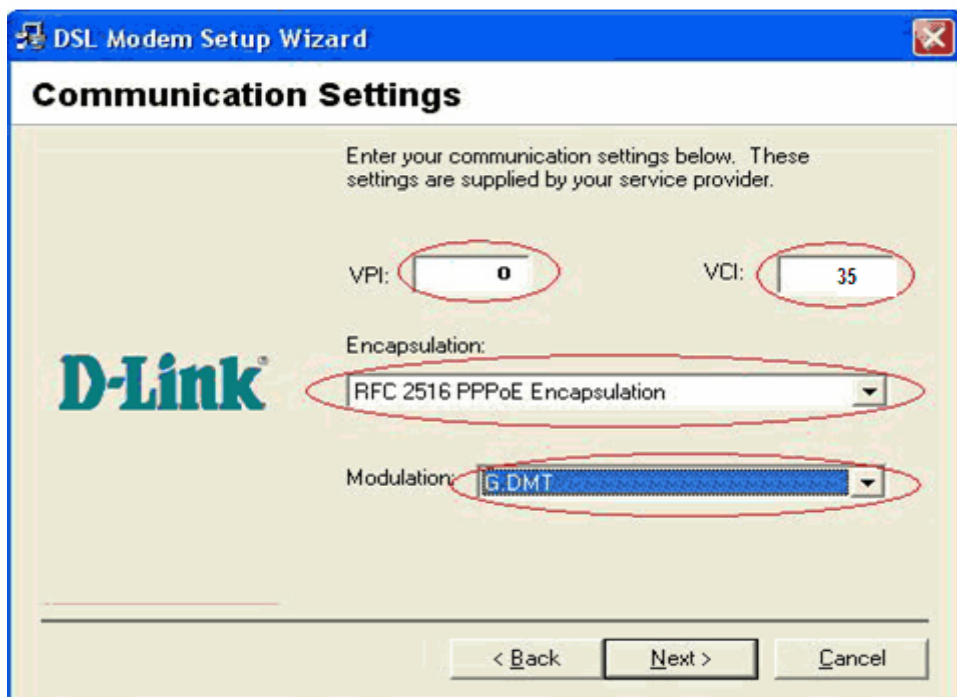 DSL Modem Setup Wizard
Communication Settings
Enter your communication settings below. These
settings are supplied by your service provider.
VPI: 0 VCI: 35
Encapsulation:
RFC 2516 PPPoE Encapsulation
D-Link®
Modulation: G.DMT
< Back Next > Cancel